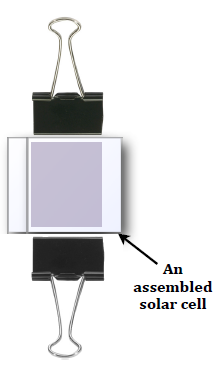 An
assembled
solar cell